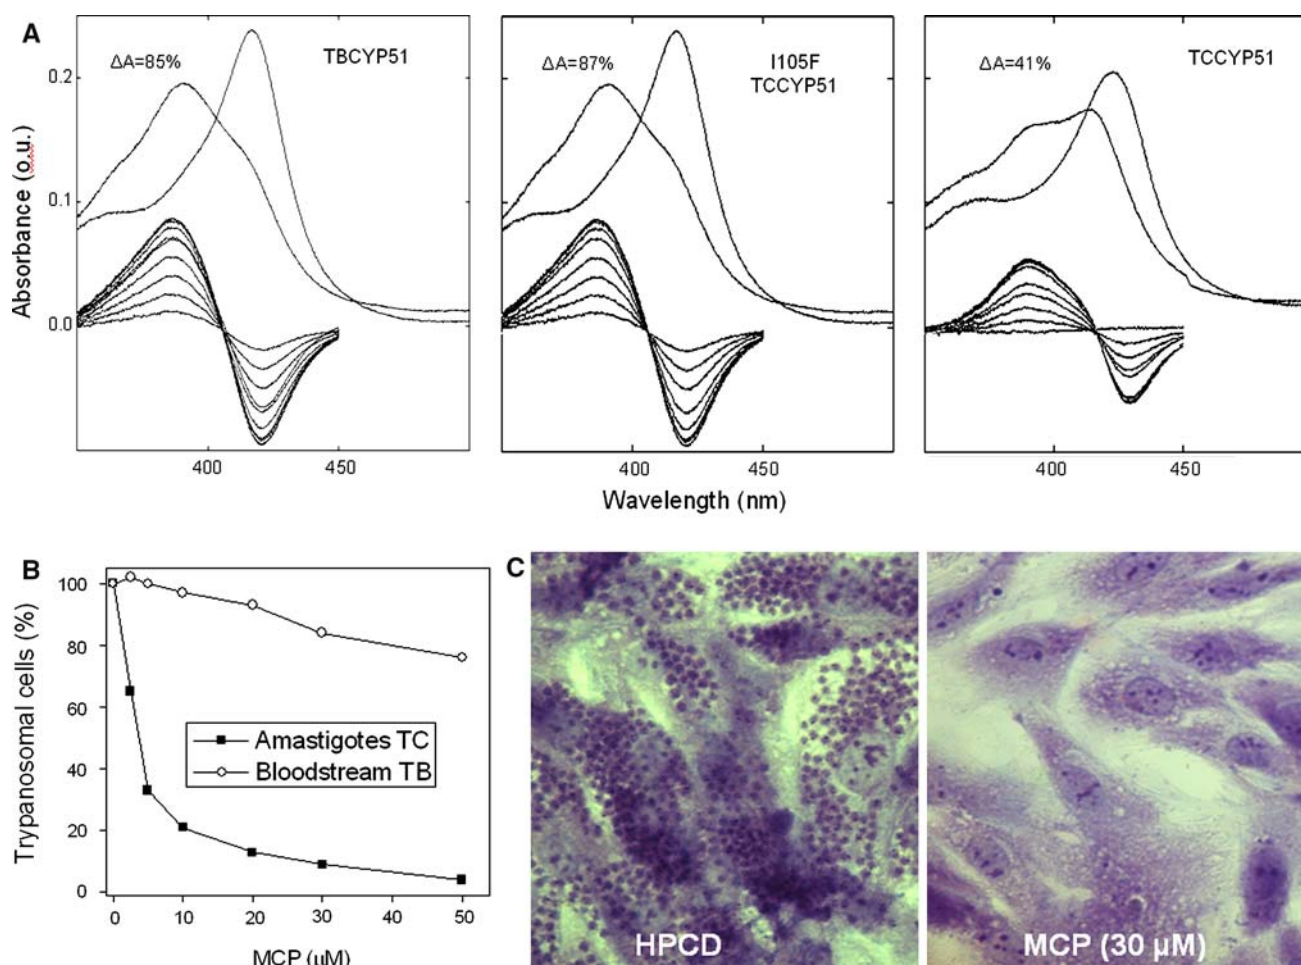 A
ΔA=85%
TBCYP51
ΔA=87%
I105F
TCCYP51
ΔA=41%
TCCYP51
Absorbance (o.u.)
0.2
0.1
0.0
400
450
400
450
400
450
Wavelength (nm)
B
Trypanosomal cells (%)
100
80
60
40
20
0
Amastigotes TC
Bloodstream TB
0
10
20
30
40
50
MCP (μM)
C
HPCD
MCP (30 μM)